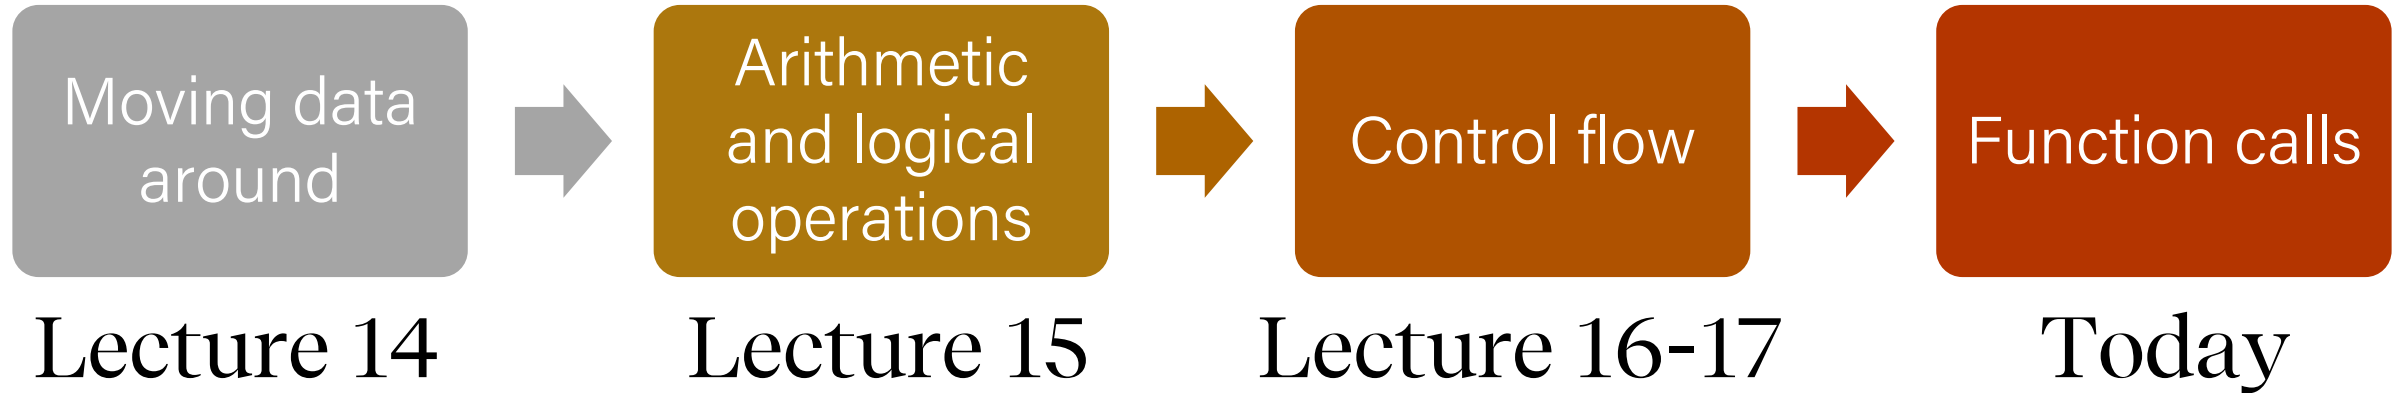 Moving data
around
Arithmetic
and logical
operations
Control flow
Function calls
Lecture 14
Lecture 15
Lecture 16-17
Today